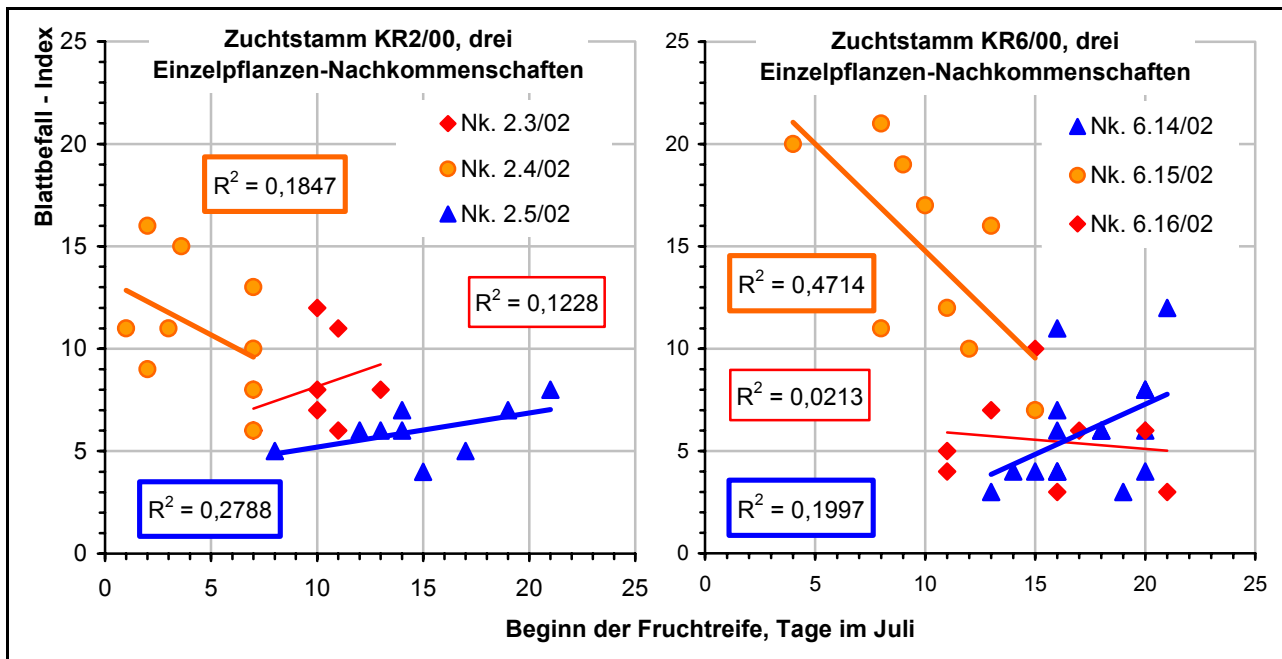 Zuchtstamm KR2/00, drei
Einzelpflanzen-Nachkommenschaften
Blattbefall - Index
25
20
15
10
5
0
0 5 10 15 20 25
Nk. 2.3/02
Nk. 2.4/02
Nk. 2.5/02
R² = 0,1847
R² = 0,1228
R² = 0,2788
Zuchtstamm KR6/00, drei
Einzelpflanzen-Nachkommenschaften
25
20
15
10
5
0
0 5 10 15 20 25
Nk. 6.14/02
Nk. 6.15/02
Nk. 6.16/02
R² = 0,4714
R² = 0,0213
R² = 0,1997
Beginn der Fruchtreife, Tage im Juli